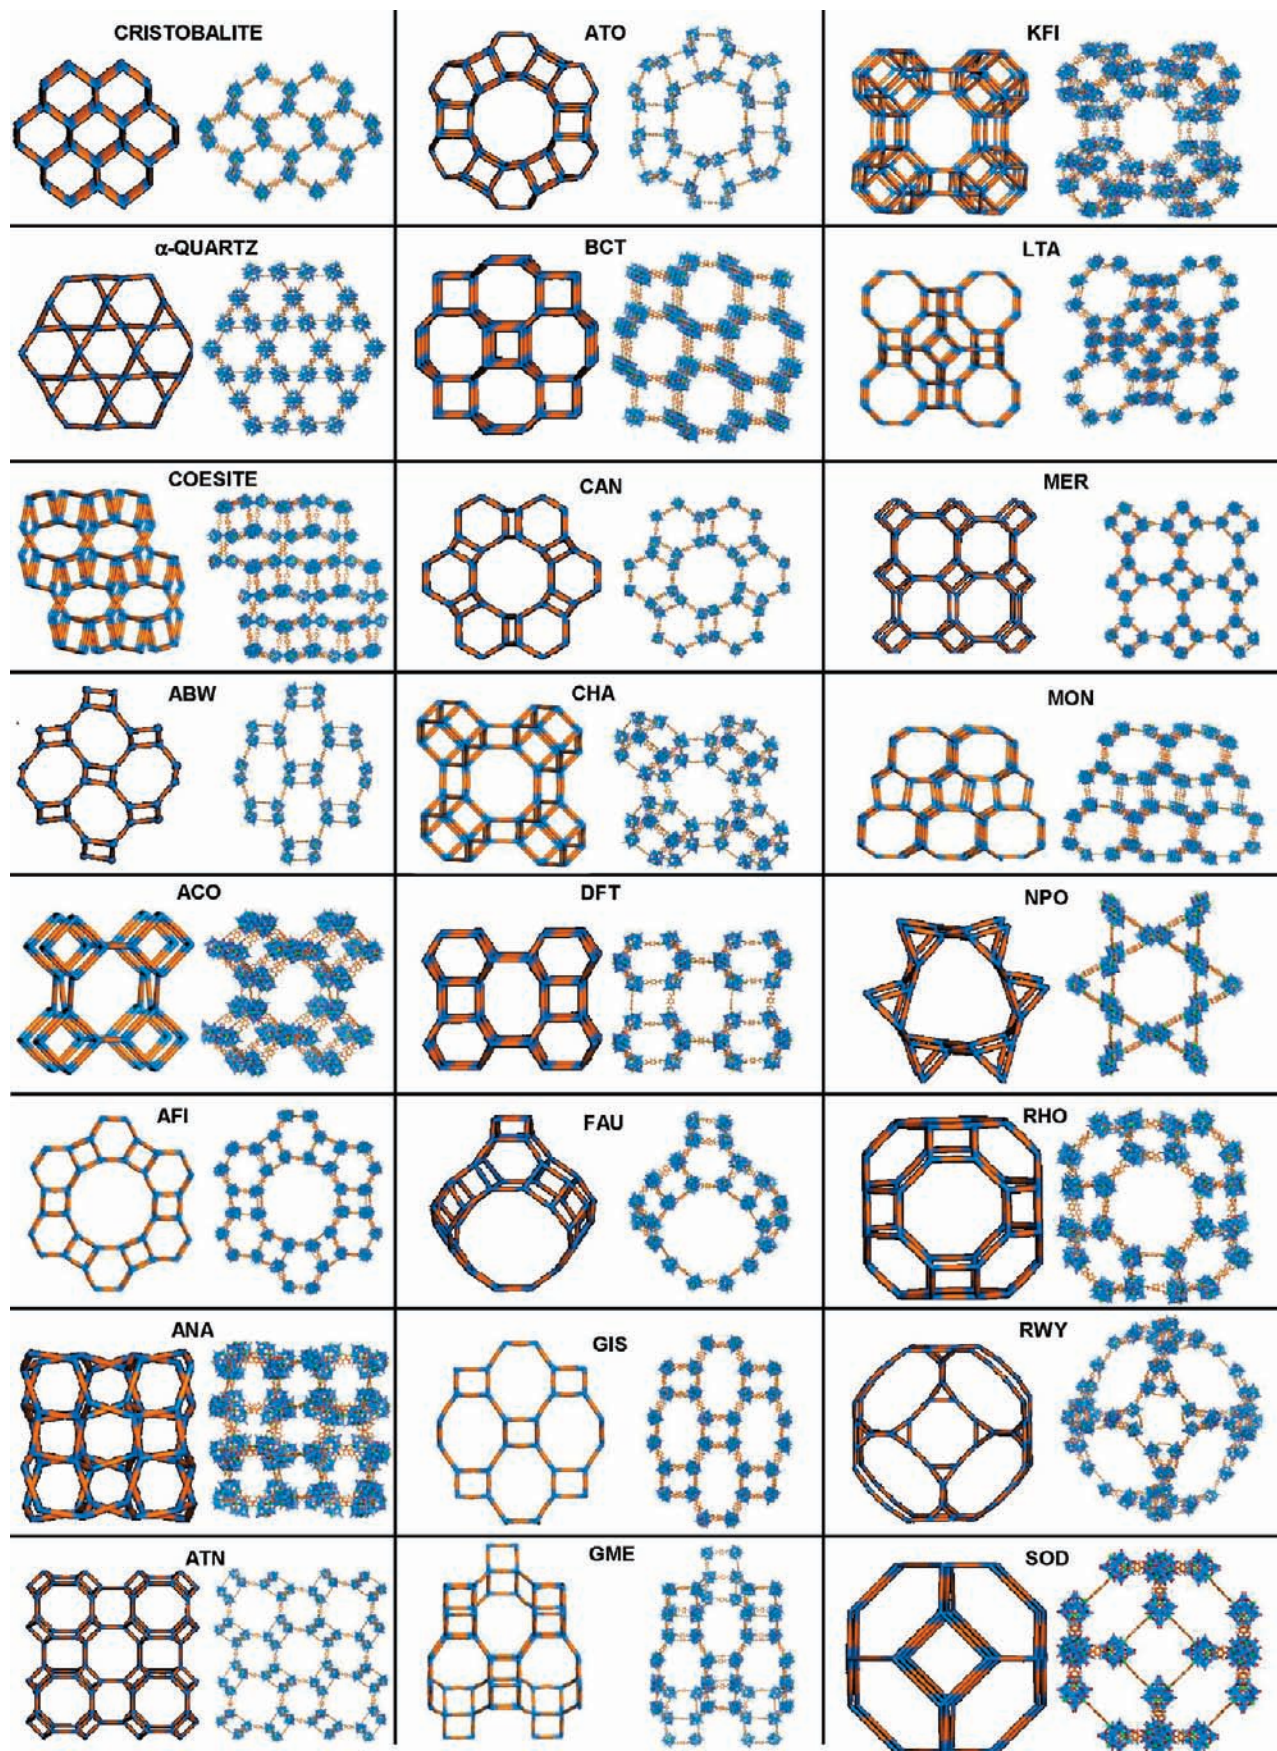 CRISTOBALITE
ATO
KFI
α-QUARTZ
BCT
LTA
COESITE
CAN
MER
ABW
CHA
MON
ACO
DFT
NPO
AFI
FAU
RHO
ANA
GIS
RWY
ATN
GME
SOD